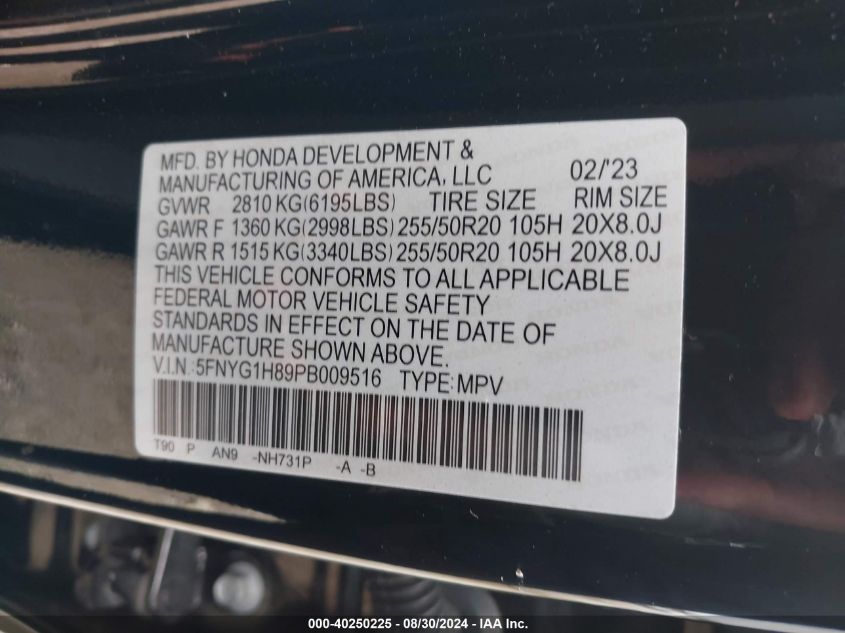 MFD. BY HONDA DEVELOPMENT &
MANUFACTURING OF AMERICA, LLC 02/'23
GVWR 2810 KG(6195LBS) TIRE SIZE RIM SIZE
GAWR F 1360 KG(2998LBS) 255/50R20 105H 20X8.0J
GAWR R 1515 KG(3340LBS) 255/50R20 105H 20X8.0J
THIS VEHICLE CONFORMS TO ALL APPLICABLE
FEDERAL MOTOR VEHICLE SAFETY
STANDARDS IN EFFECT ON THE DATE OF
MANUFACTURE SHOWN ABOVE.
V.I.N.:5FNYG1H89PB009516 TYPE:MPV
T90 P AN9 -NH731P -A -B
000-40250225 - 08/30/2024 - IAA Inc.